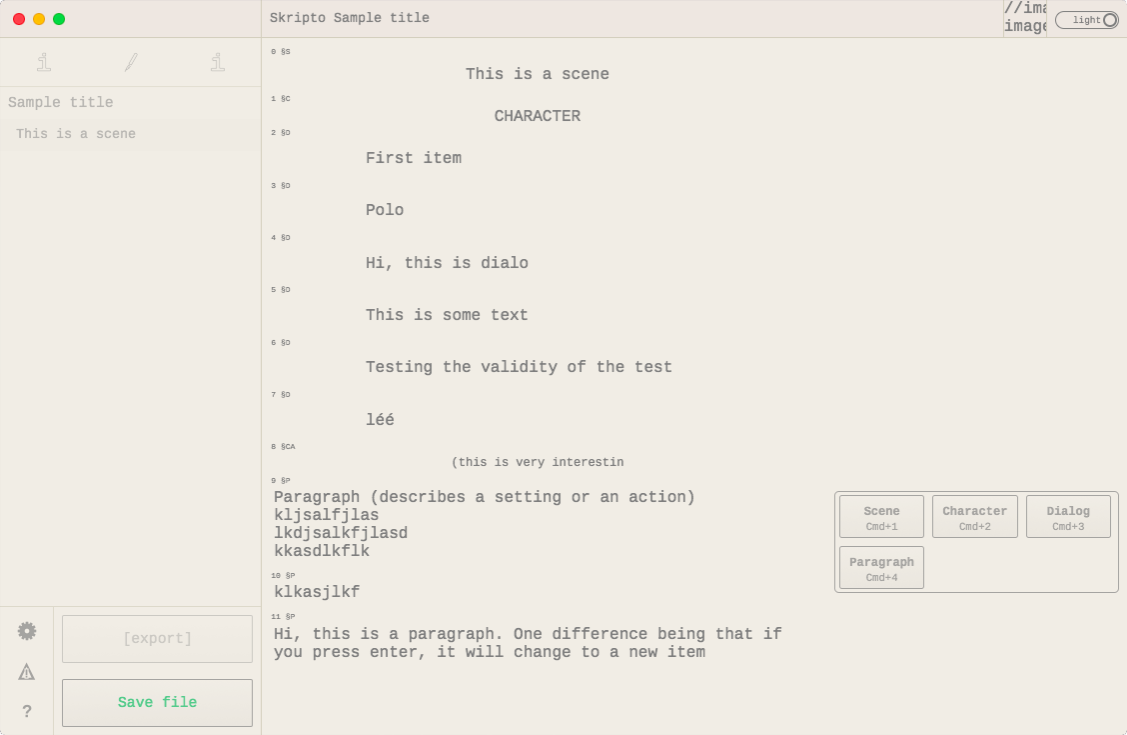 Skripto Sample title
//ima
image
light
i
i
Sample title
This is a scene
0 §S
This is a scene
1 §C
CHARACTER
2 §D
First item
3 §D
Polo
4 §D
Hi, this is dialo
5 §D
This is some text
6 §D
Testing the validity of the test
7 §D
léé
8 §CA
(this is very interestin
9 §P
Paragraph (describes a setting or an action)
kljsalfjlas
lkdjsalkfjlasd
kkasdlkflk
10 §P
klkasjlkf
11 §P
Hi, this is a paragraph. One difference being that if
you press enter, it will change to a new item
Scene
Cmd+1
Character
Cmd+2
Dialog
Cmd+3
Paragraph
Cmd+4
[export]
Save file
?